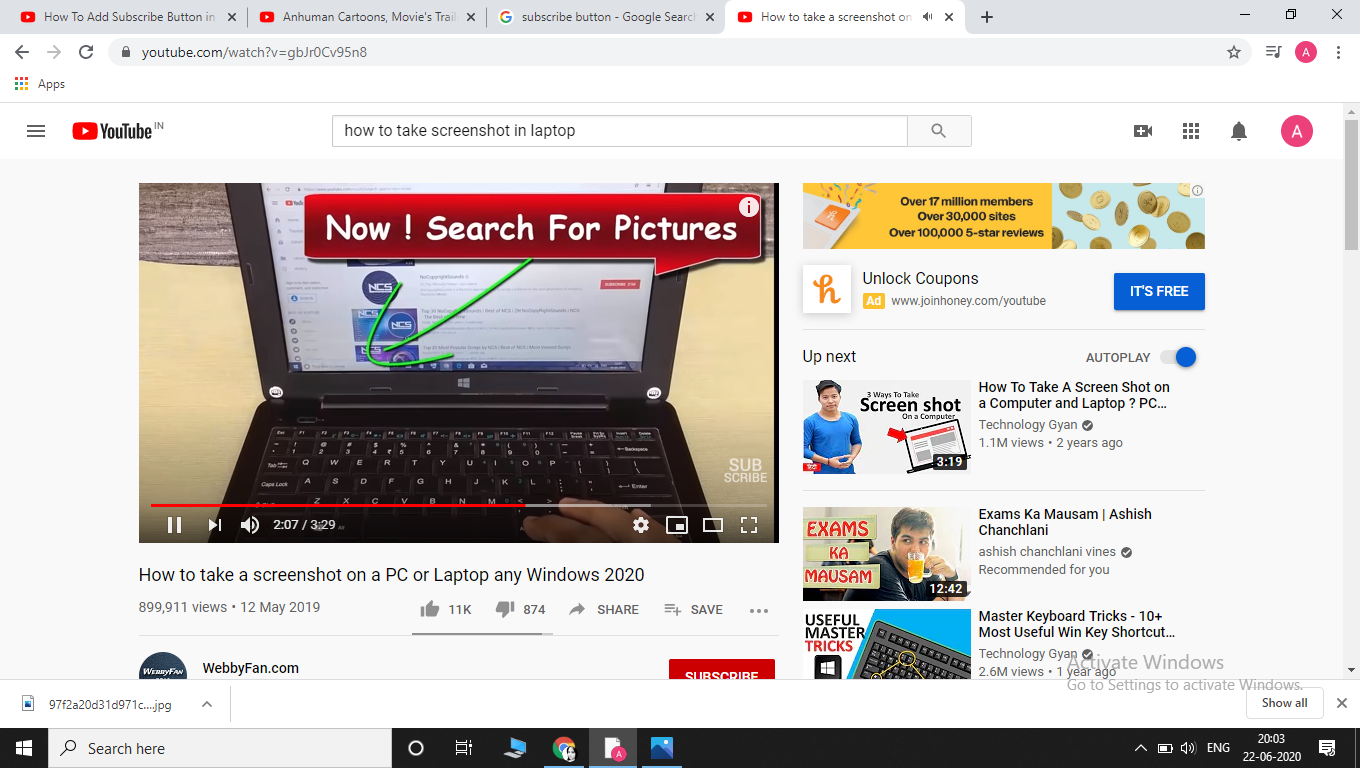 How To Add Subscribe Button in
Anhuman Cartoons, Movie's Trail
subscribe button - Google Search
How to take a screenshot on
youtube.com/watch?v=gbJr0Cv95n8
A
Apps
YouTube IN
how to take screenshot in laptop
A
Now ! Search For Pictures
NCS
NoCopyrightSounds
SUB
SCRIBE
2:07 / 3:29
How to take a screenshot on a PC or Laptop any Windows 2020
899,911 views • 12 May 2019
11K
874
SHARE
SAVE
WEBBYFAN
WebbyFan.com
SUBSCRIBE
Over 17 million members
Over 30,000 sites
Over 100,000 5-star reviews
Unlock Coupons
Ad www.joinhoney.com/youtube
IT'S FREE
Up next
AUTOPLAY
3 Ways To Take
Screen shot
On a Computer
3:19
How To Take A Screen Shot on
a Computer and Laptop ? PC...
Technology Gyan
1.1M views • 2 years ago
EXAMS
KA
MAUSAM
12:42
Exams Ka Mausam | Ashish
Chanchlani
ashish chanchlani vines
Recommended for you
USEFUL
MASTER
TRICKS
Master Keyboard Tricks - 10+
Most Useful Win Key Shortcut...
Technology Gyan
2.6M views • 1 year ago
Activate Windows
Go to Settings to activate Windows.
97f2a20d31d971c....jpg
Show all
Search here
ENG
20:03
22-06-2020